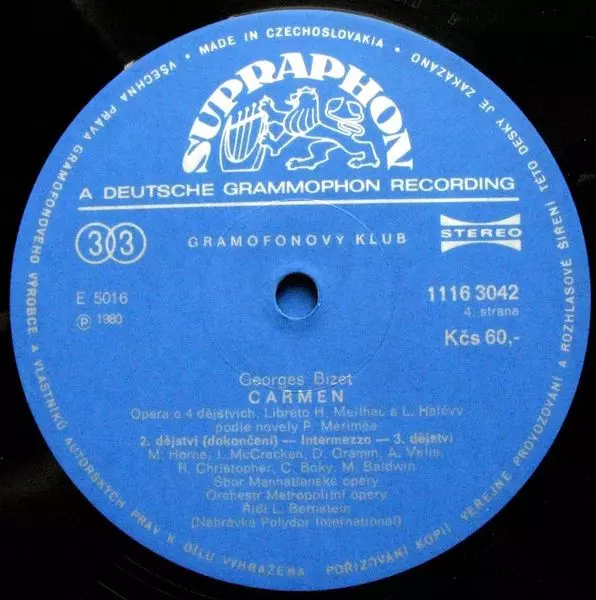 VŠECHNA PRÁVA GRAMOFONOVÉHO VÝROBCE A VLASTNÍKŮ AUTORSKÝCH PRÁV K DÍLU VYHRAŽENA • MADE IN CZECHOSLOVAKIA •
POŘIZOVÁNÍ KOPIÍ VEŘEJNÉ PROVOZOVÁNÍ A ROZHLASOVÉ ŠÍŘENÍ TÉTO DESKY JE ZAKÁZÁNO
SUPRAPHON
A DEUTSCHE GRAMMOPHON RECORDING
33
GRAMOFONOVÝ KLUB
STEREO
E 5016
Ⓟ 1980
1116 3042
4. strana
Kčs 60,-
Georges Bizet
CARMEN
Opera o 4 dějstvích. Libreto H. Meilhac a L. Halévy
podle novely P. Mériméa
2. dějství (dokončení) — Intermezzo — 3. dějství
M. Horne, J. McCracken, D. Gramm, A. Velis,
R. Christopher, C. Boky, M. Baldwin
Sbor Manhattanské opery
Orchestr Metropolitní opery
Řídí L. Bernstein
(Nahrávka Polydor International)